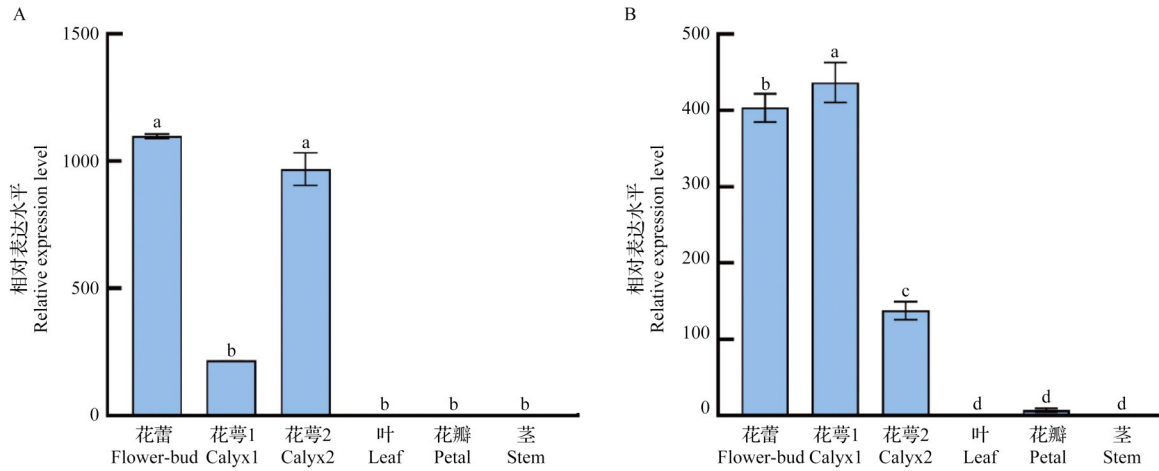 A
相对表达水平
Relative expression level
1500
1000
500
0
a
b
a
b
b
b
花蕾
Flower-bud
花萼1
Calyx1
花萼2
Calyx2
叶
Leaf
花瓣
Petal
茎
Stem
B
相对表达水平
Relative expression level
500
400
300
200
100
0
b
a
c
d
d
d
花蕾
Flower-bud
花萼1
Calyx1
花萼2
Calyx2
叶
Leaf
花瓣
Petal
茎
Stem